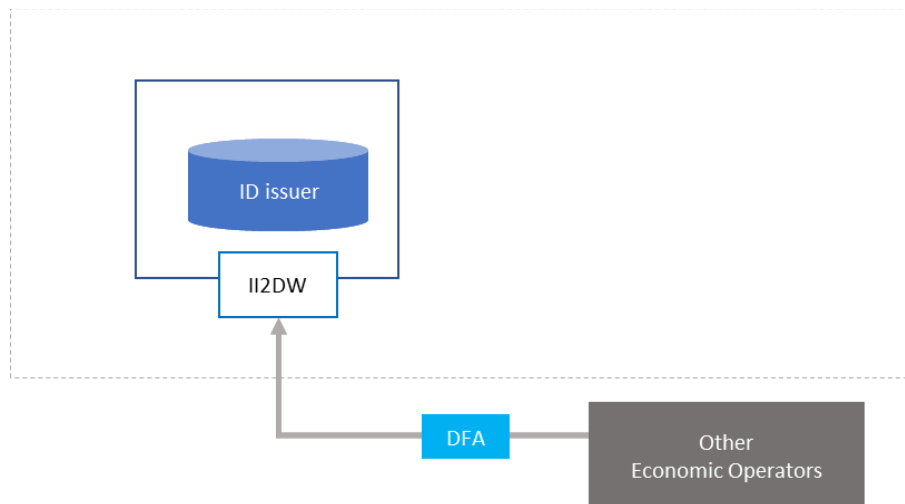 ID issuer
II2DW
DFA
Other
Economic Operators